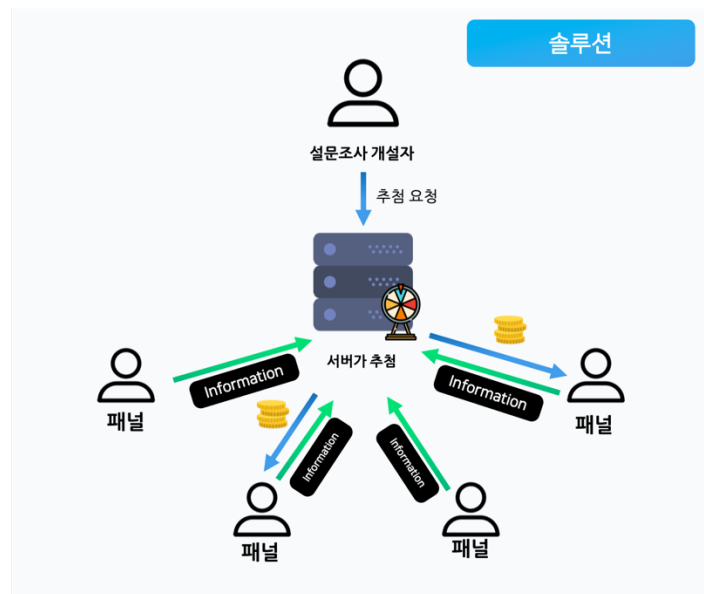 솔루션
설문조사 개설자
추첨 요청
서버가 추첨
Information
패널
Information
패널
Information
패널
Information
패널